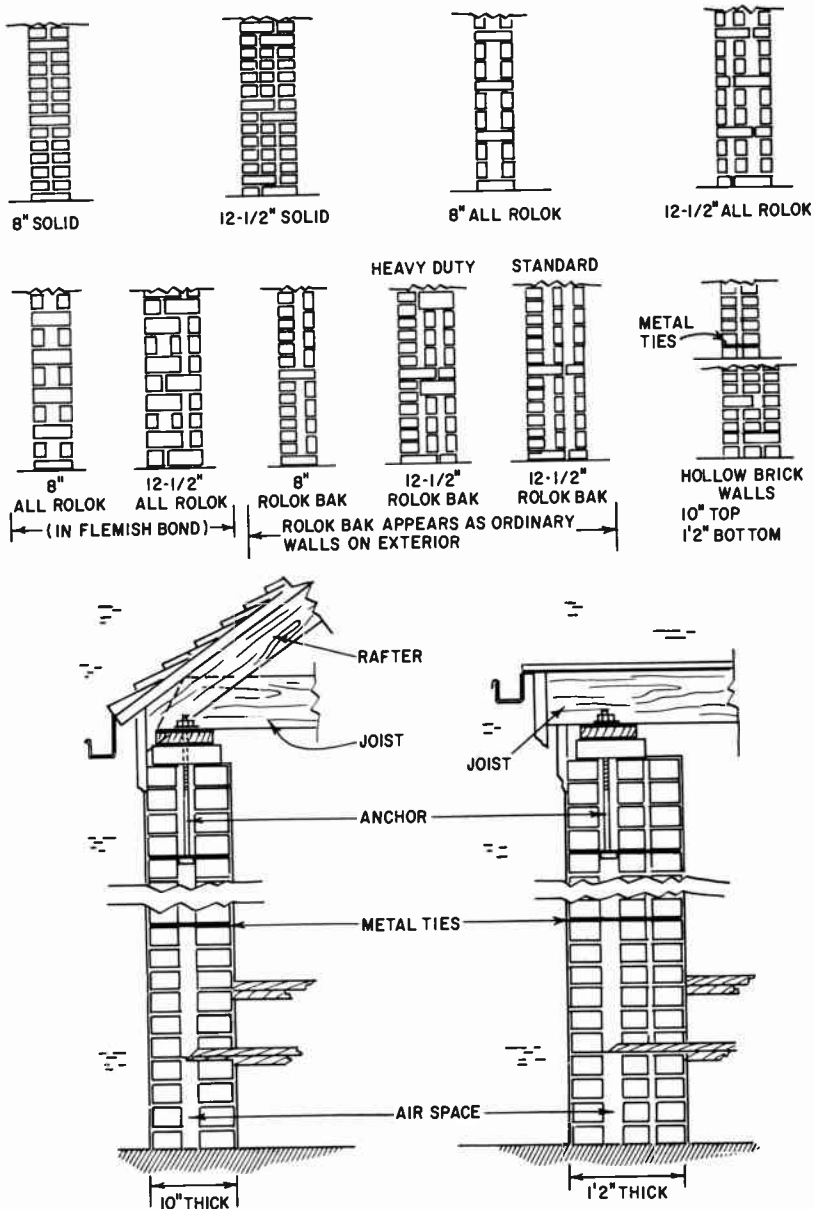 8" SOLID
12-1/2" SOLID
8" ALL ROLOK
12-1/2" ALL ROLOK
HEAVY DUTY
STANDARD
METAL
TIES
8"
ALL ROLOK
12-1/2"
ALL ROLOK
(IN FLEMISH BOND)
8"
ROLOK BAK
12-1/2"
ROLOK BAK
12-1/2"
ROLOK BAK
ROLOK BAK APPEARS AS ORDINARY
WALLS ON EXTERIOR
HOLLOW BRICK
WALLS
10" TOP
1'2" BOTTOM
RAFTER
JOIST
JOIST
ANCHOR
METAL TIES
AIR SPACE
10" THICK
1'2" THICK